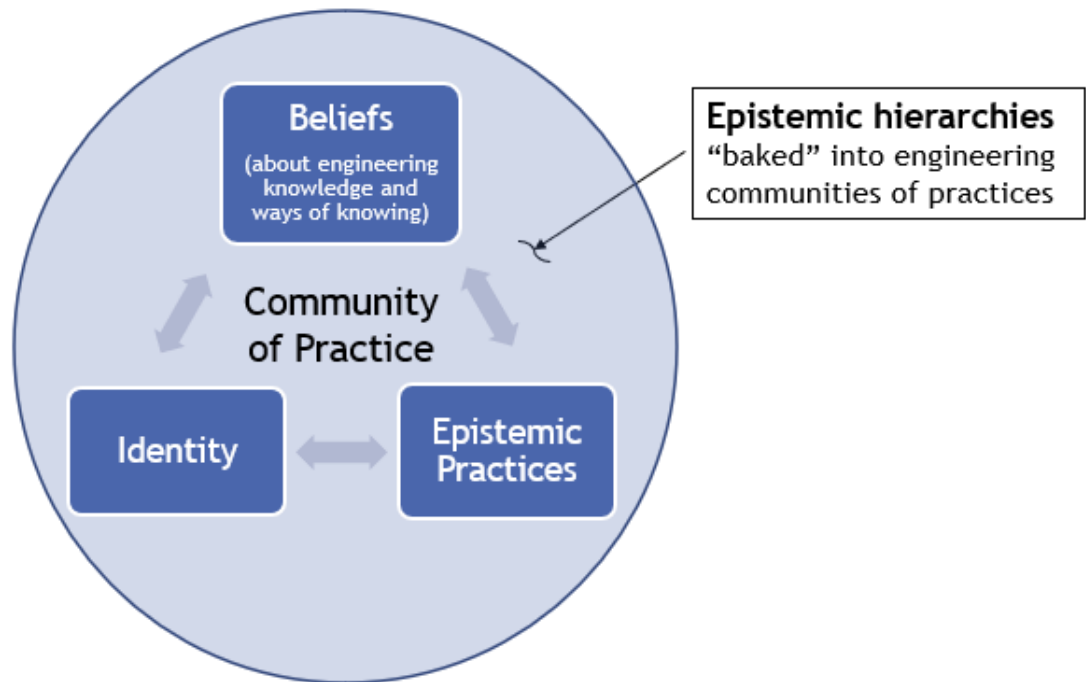 Beliefs
(about engineering
knowledge and
ways of knowing)
Epistemic hierarchies
“baked” into engineering
communities of practices
Community
of Practice
Identity
Epistemic
Practices